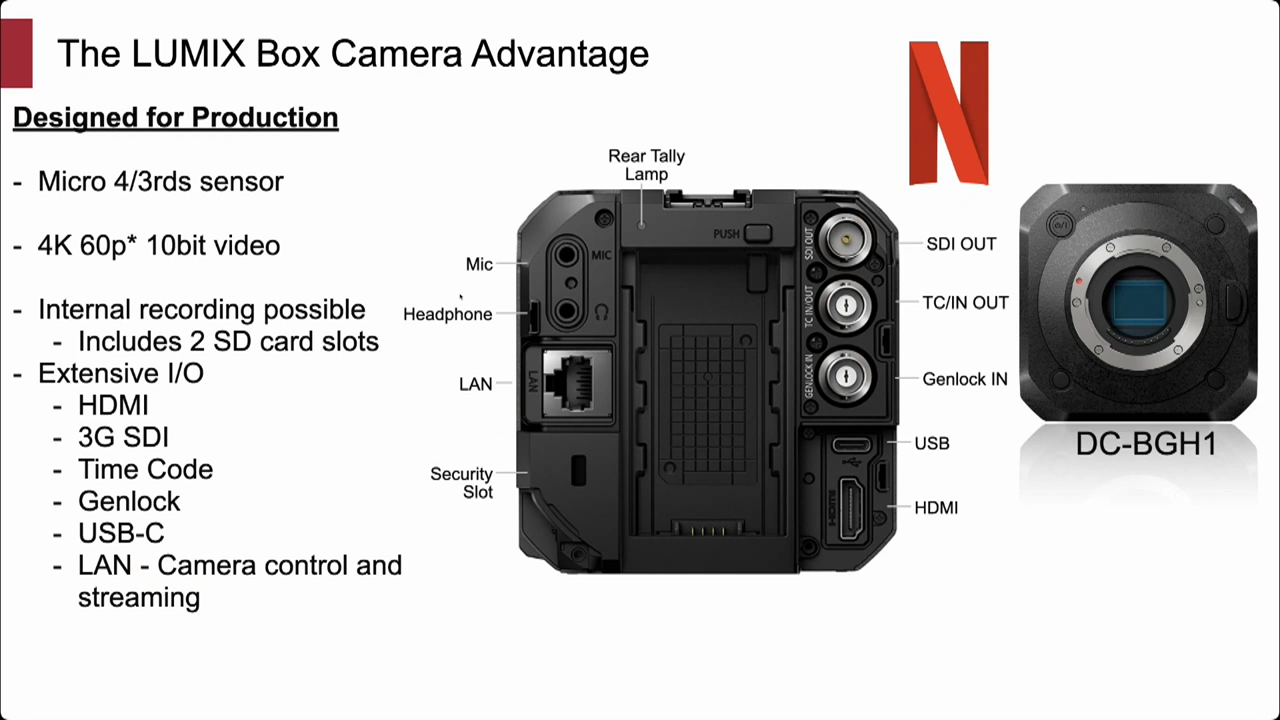 The LUMIX Box Camera Advantage
Designed for Production
- Micro 4/3rds sensor
- 4K 60p* 10bit video
- Internal recording possible
- Includes 2 SD card slots
- Extensive I/O
- HDMI
- 3G SDI
- Time Code
- Genlock
- USB-C
- LAN - Camera control and
streaming
Rear Tally
Lamp
Mic
Headphone
LAN
Security
Slot
MIC
LAN
PUSH
SDI OUT
TC IN/OUT
GENLOCK IN
HDMI
SDI OUT
TC/IN OUT
Genlock IN
USB
HDMI
N
DC-BGH1